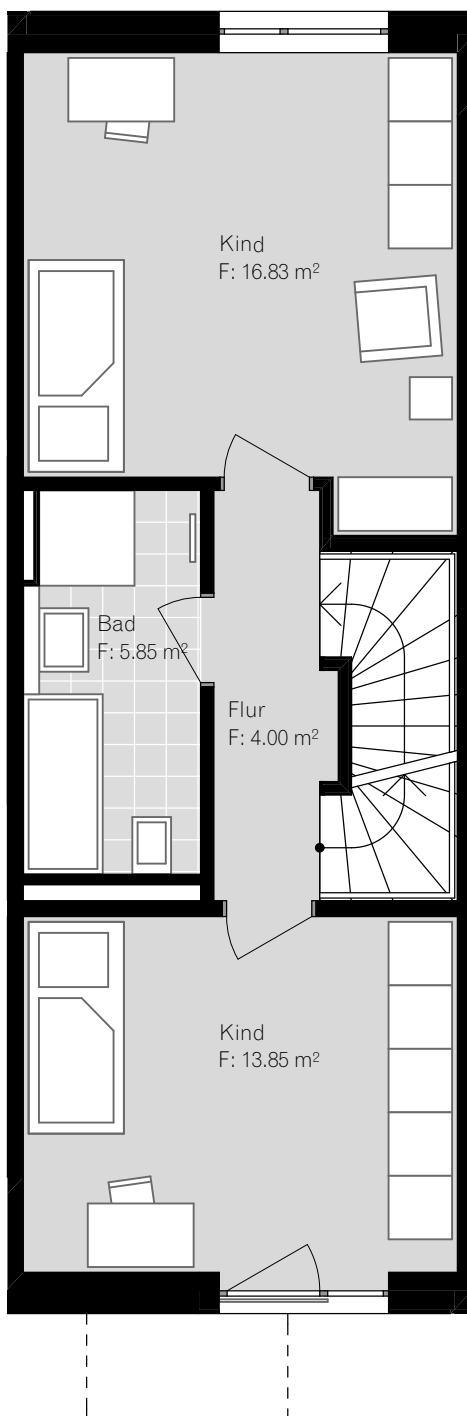 Kind
F: 16.83 m²
Bad
F: 5.85 m²
Flur
F: 4.00 m²
Kind
F: 13.85 m²